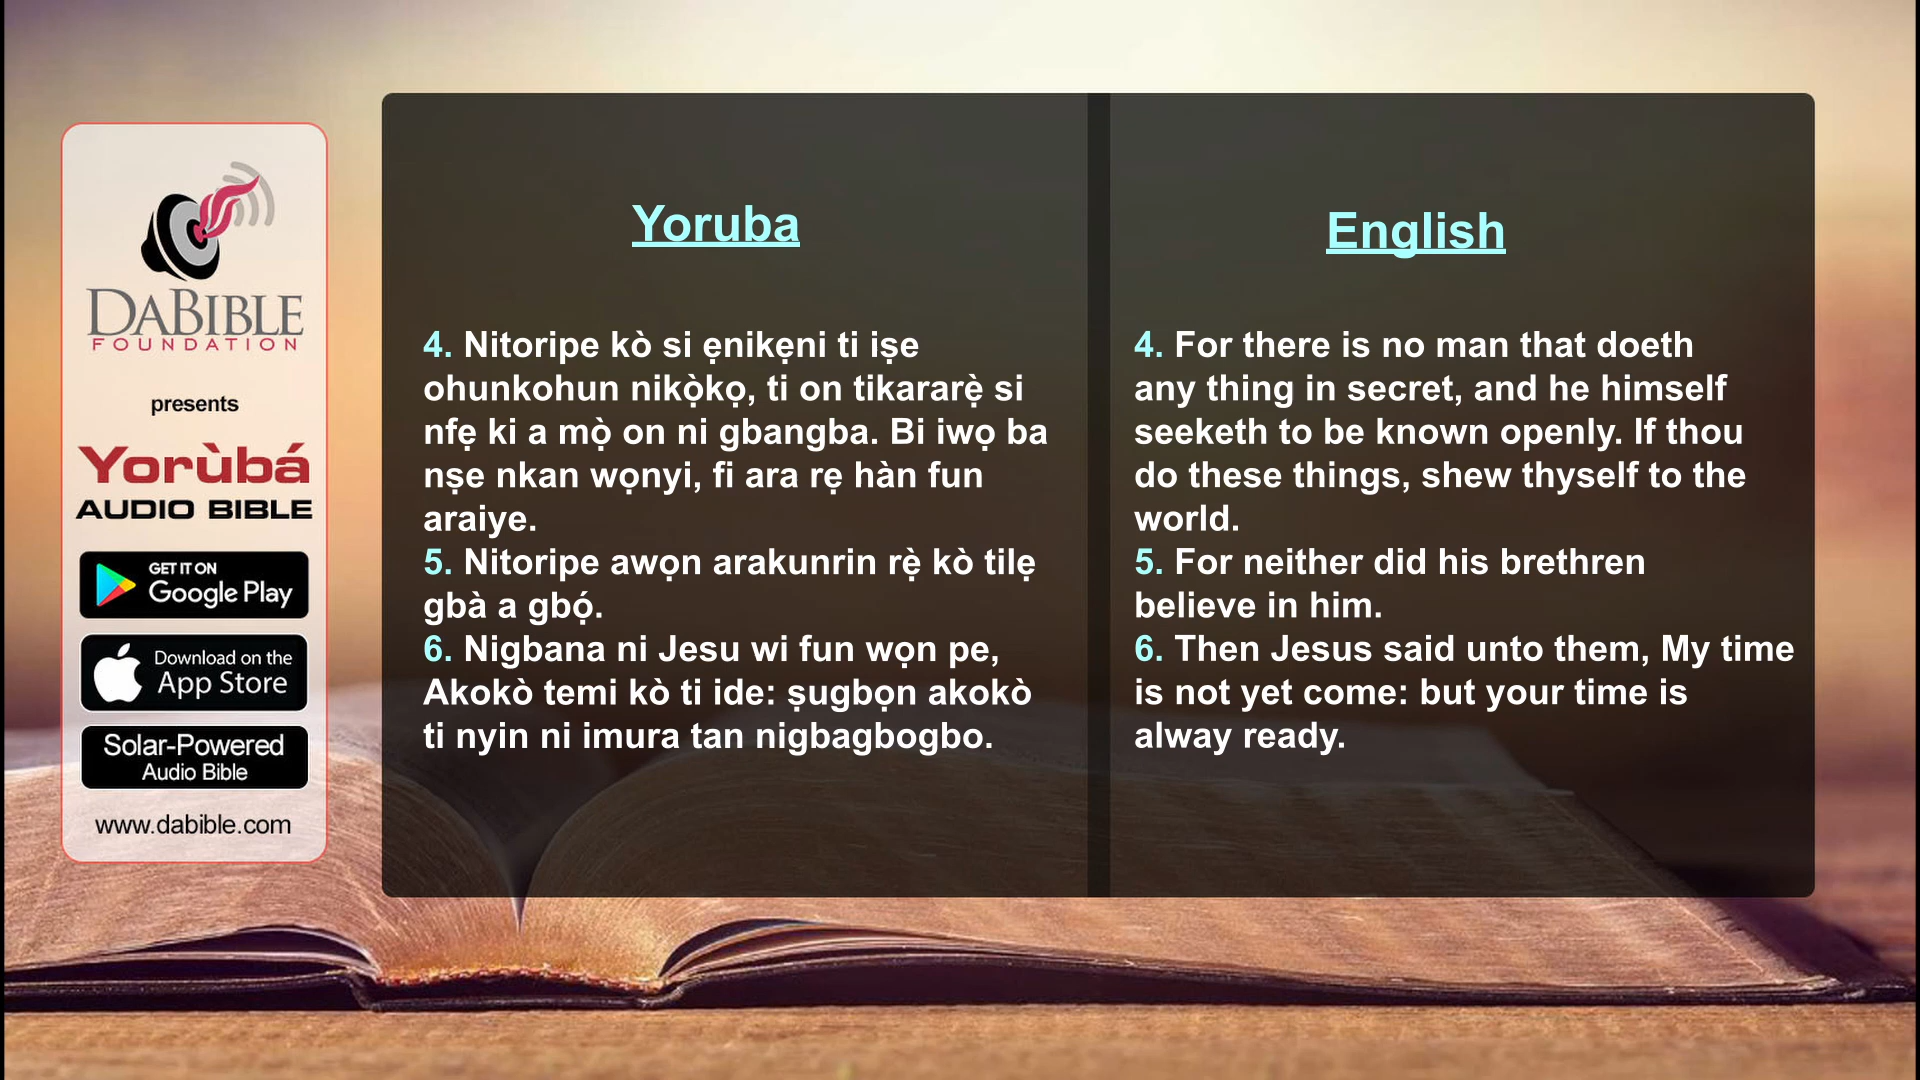 DABIBLE
FOUNDATION
presents
Yorùbá
AUDIO BIBLE
GET IT ON
Google Play
Download on the
App Store
Solar-Powered
Audio Bible
www.dabible.com
Yoruba
4. Nitoripe kò si ẹnikẹni ti iṣe
ohunkohun nikọ̀kọ, ti on tikararẹ̀ si
nfẹ ki a mọ̀ on ni gbangba. Bi iwọ ba
nṣe nkan wọnyi, fi ara rẹ hàn fun
araiye.
5. Nitoripe awọn arakunrin rẹ̀ kò tilẹ
gbà a gbọ́.
6. Nigbana ni Jesu wi fun wọn pe,
Akokò temi kò ti ide: ṣugbọn akokò
ti nyin ni imura tan nigbagbogbo.
English
4. For there is no man that doeth
any thing in secret, and he himself
seeketh to be known openly. If thou
do these things, shew thyself to the
world.
5. For neither did his brethren
believe in him.
6. Then Jesus said unto them, My time
is not yet come: but your time is
alway ready.